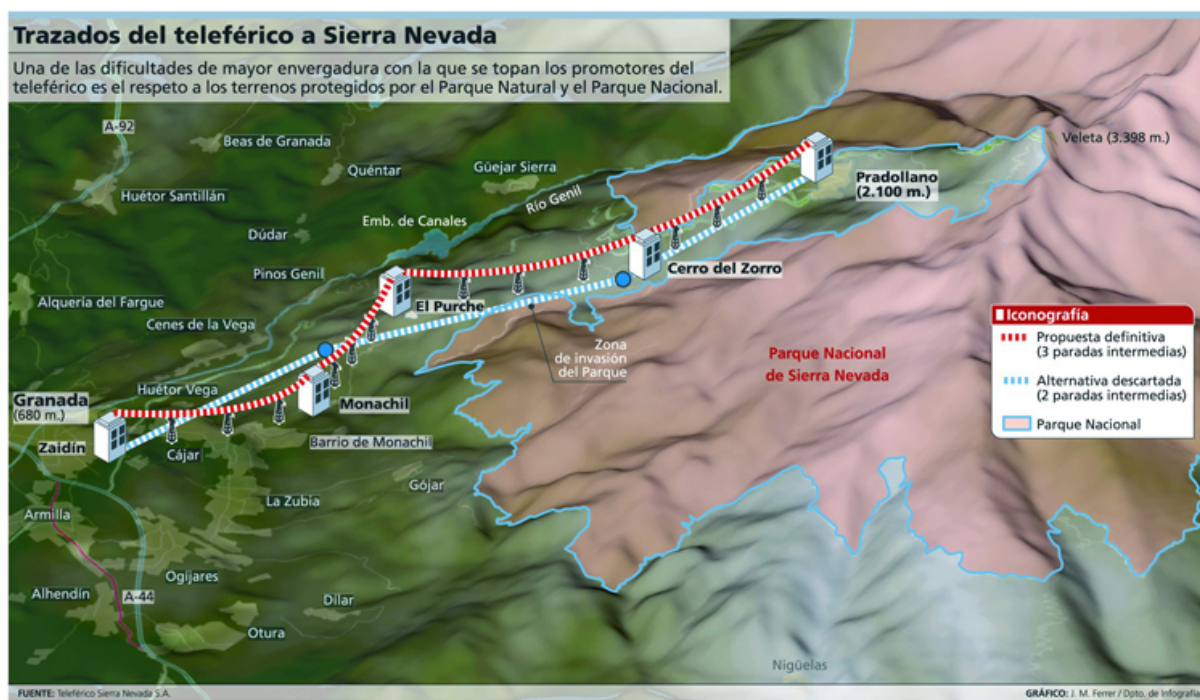 Trazados del teleférico a Sierra Nevada
Una de las dificultades de mayor envergadura con la que se topan los promotores del
teleférico es el respeto a los terrenos protegidos por el Parque Natural y el Parque Nacional.
A-92
Beas de Granada
Veleta (3.398 m.)
Quéntar
Güejar Sierra
Pradollano
(2.100 m.)
Huétor Santillán
Río Genil
Emb. de Canales
Dúdar
Pinos Genil
Cerro del Zorro
Alquería del Fargue
El Purche
Cenes de la Vega
Zona
de invasión
del Parque
Parque Nacional
de Sierra Nevada
Iconografía
Propuesta definitiva
(3 paradas intermedias)
Alternativa descartada
(2 paradas intermedias)
Parque Nacional
Huétor Vega
Granada
(680 m.)
Monachil
Zaidín
Cájar
Barrio de Monachil
Gójar
La Zubia
Armilla
Ogíjares
Alhendín
A-44
Dílar
Otura
Nigüelas
FUENTE: Teleférico Sierra Nevada S.A.
GRÁFICO: J. M. Ferrer / Dpto. de Infografía